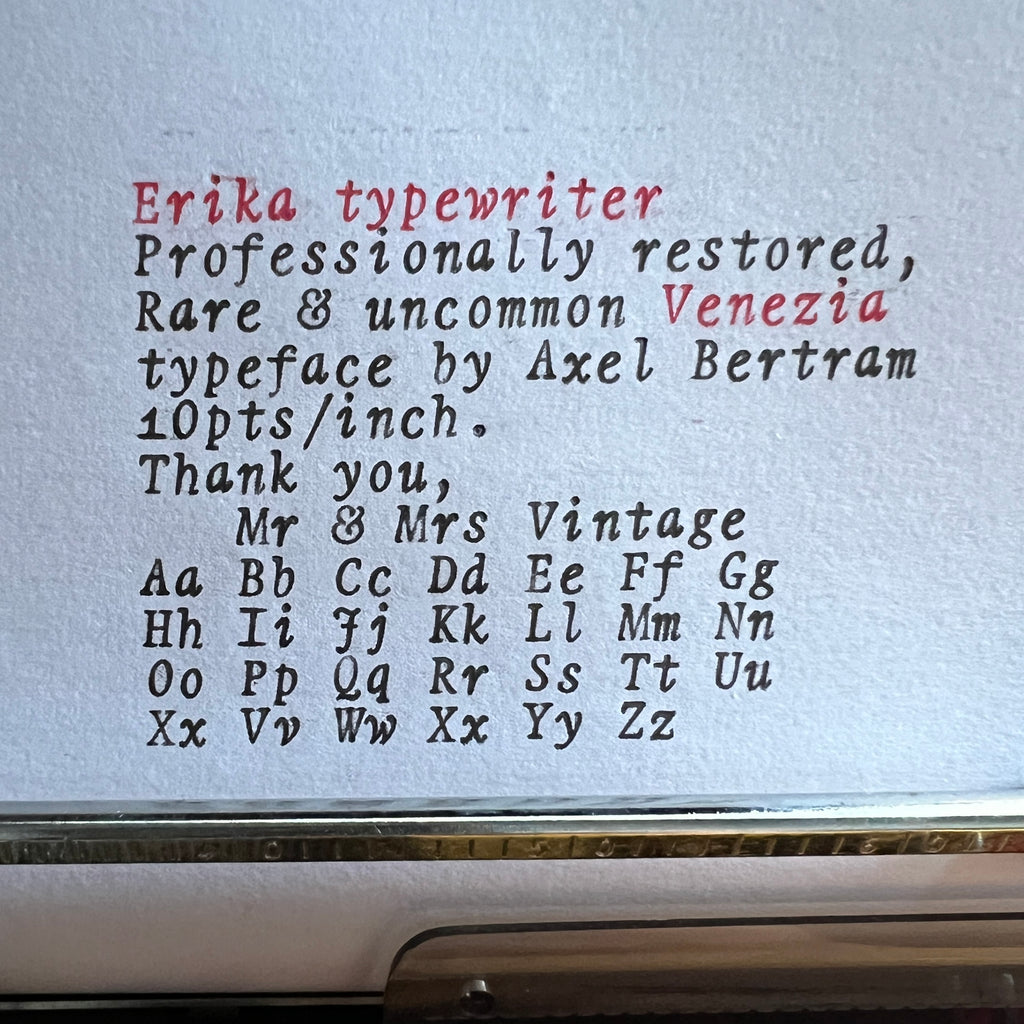 Erika typewriter
Professionally restored,
Rare & uncommon Venezia
typeface by Axel Bertram
10pts/inch.
Thank you,
Mr & Mrs Vintage
Aa Bb Cc Dd Ee Ff Gg
Hh Ii Jj Kk Ll Mm Nn
Oo Pp Qq Rr Ss Tt Uu
Xx Vv Ww Xx Yy Zz